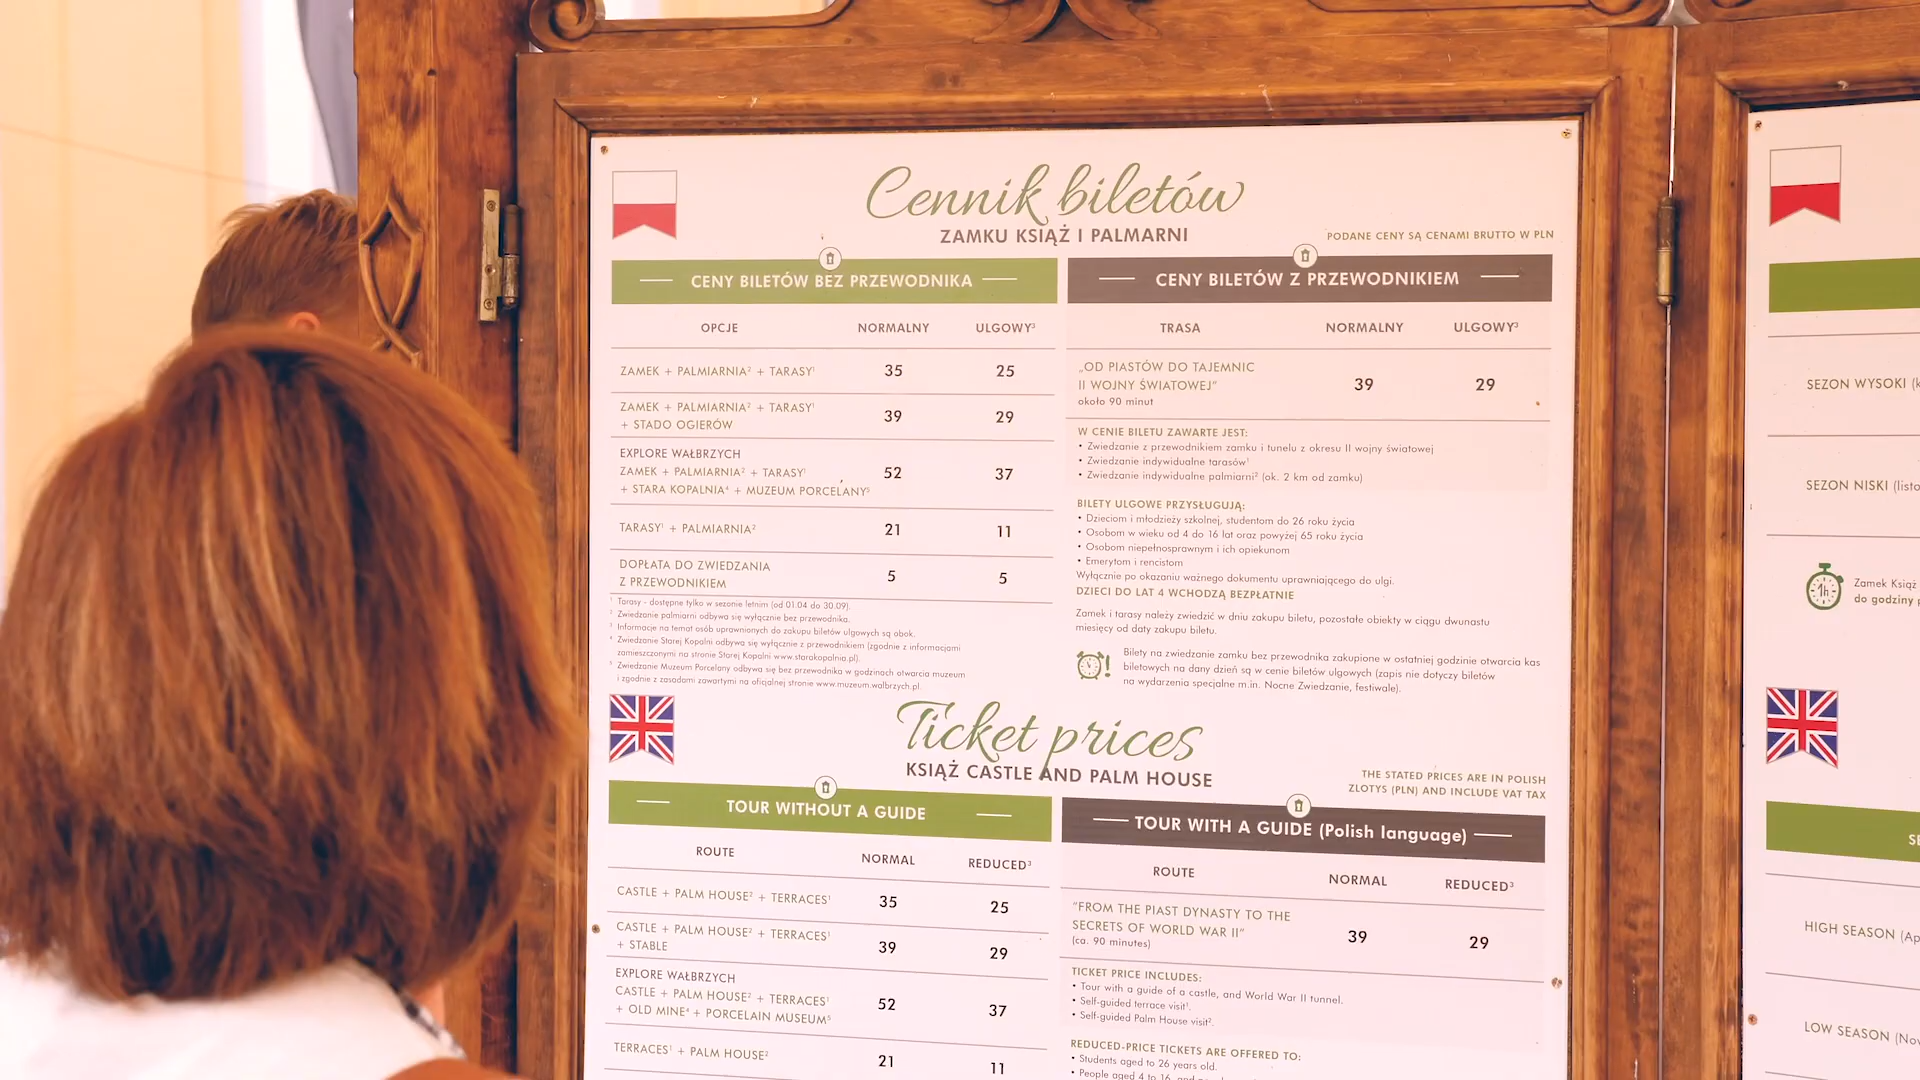 Cennik biletów
ZAMKU KSIĄŻ I PALMARNI
PODANE CENY SĄ CENAMI BRUTTO W PLN
CENY BILETÓW BEZ PRZEWODNIKA
OPCJE NORMALNY ULGOWY³
ZAMEK + PALMIARNIA² + TARASY¹ 35 25
ZAMEK + PALMIARNIA² + TARASY¹
+ STADO OGIERÓW 39 29
EXPLORE WAŁBRZYCH
ZAMEK + PALMIARNIA² + TARASY¹ 52 37
+ STARA KOPALNIA⁴ + MUZEUM PORCELANY⁵
TARASY¹ + PALMIARNIA² 21 11
DOPŁATA DO ZWIEDZANIA
Z PRZEWODNIKIEM 5 5
¹ Tarasy - dostępne tylko w sezonie letnim (od 01.04 do 30.09).
² Zwiedzanie palmiarni odbywa się wyłącznie bez przewodnika.
³ Informacje na temat osób uprawnionych do zakupu biletów ulgowych są obok.
⁴ Zwiedzanie Starej Kopalni odbywa się wyłącznie z przewodnikiem (zgodnie z informacjami
zamieszczonymi na stronie Starej Kopalni www.starakopalnia.pl).
⁵ Zwiedzanie Muzeum Porcelany odbywa się bez przewodnika w godzinach otwarcia muzeum
i zgodnie z zasadami zawartymi na oficjalnej stronie www.muzeum.walbrzych.pl.
CENY BILETÓW Z PRZEWODNIKIEM
TRASA NORMALNY ULGOWY³
„OD PIASTÓW DO TAJEMNIC
II WOJNY ŚWIATOWEJ” 39 29
około 90 minut
W CENIE BILETU ZAWARTE JEST:
• Zwiedzanie z przewodnikiem zamku i tunelu z okresu II wojny światowej
• Zwiedzanie indywidualne tarasów¹
• Zwiedzanie indywidualne palmiarni² (ok. 2 km od zamku)
BILETY ULGOWE PRZYSŁUGUJĄ:
• Dzieciom i młodzieży szkolnej, studentom do 26 roku życia
• Osobom w wieku od 4 do 16 lat oraz powyżej 65 roku życia
• Osobom niepełnosprawnym i ich opiekunom
• Emerytom i rencistom
Wyłącznie po okazaniu ważnego dokumentu uprawniającego do ulgi.
DZIECI DO LAT 4 WCHODZĄ BEZPŁATNIE
Zamek i tarasy należy zwiedzić w dniu zakupu biletu, pozostałe obiekty w ciągu dwunastu
miesięcy od daty zakupu biletu.
Bilety na zwiedzanie zamku bez przewodnika zakupione w ostatniej godzinie otwarcia kas
biletowych na dany dzień są w cenie biletów ulgowych (zapis nie dotyczy biletów
na wydarzenia specjalne m.in. Nocne Zwiedzanie, festiwale).
Ticket prices
KSIĄŻ CASTLE AND PALM HOUSE
THE STATED PRICES ARE IN POLISH
ZLOTYS (PLN) AND INCLUDE VAT TAX
TOUR WITHOUT A GUIDE
ROUTE NORMAL REDUCED³
CASTLE + PALM HOUSE² + TERRACES¹ 35 25
CASTLE + PALM HOUSE² + TERRACES¹
+ STABLE 39 29
EXPLORE WAŁBRZYCH
CASTLE + PALM HOUSE² + TERRACES¹ 52 37
+ OLD MINE⁴ + PORCELAIN MUSEUM⁵
TERRACES¹ + PALM HOUSE² 21 11
TOUR WITH A GUIDE (Polish language)
ROUTE NORMAL REDUCED³
"FROM THE PIAST DYNASTY TO THE
SECRETS OF WORLD WAR II" 39 29
(ca. 90 minutes)
TICKET PRICE INCLUDES:
• Tour with a guide of a castle, and World War II tunnel.
• Self-guided terrace visit¹.
• Self-guided Palm House visit².
REDUCED-PRICE TICKETS ARE OFFERED TO:
• Students aged to 26 years old.
• People aged 4 to 16, and
SEZON WYSOKI (k
SEZON NISKI (listo
1h
Zamek Książ
do godziny
SE
HIGH SEASON (Ap
LOW SEASON (Nov